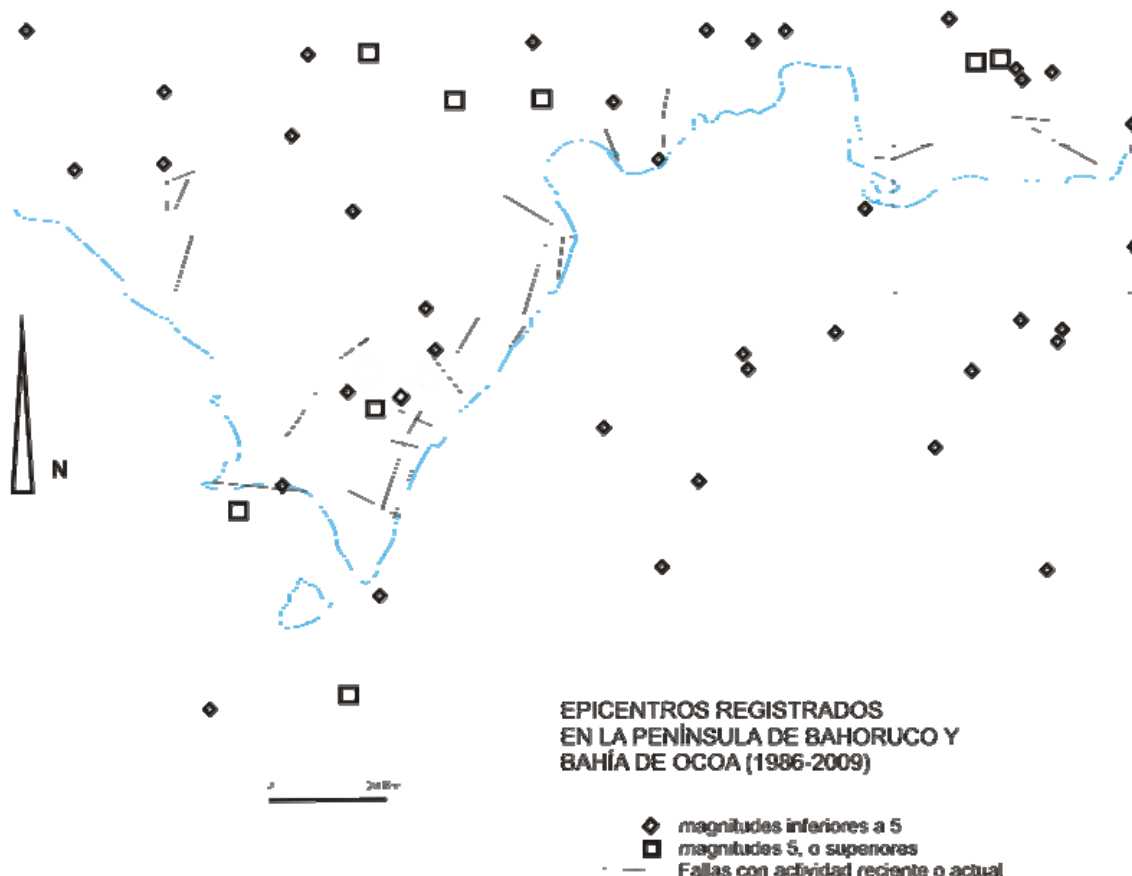 N
EPICENTROS REGISTRADOS
EN LA PENÍNSULA DE BAHORUCO Y
BAHÍA DE OCOA (1986-2009)
magnitudes inferiores a 5
magnitudes 5, o superiores
Fallas con actividad reciente o actual